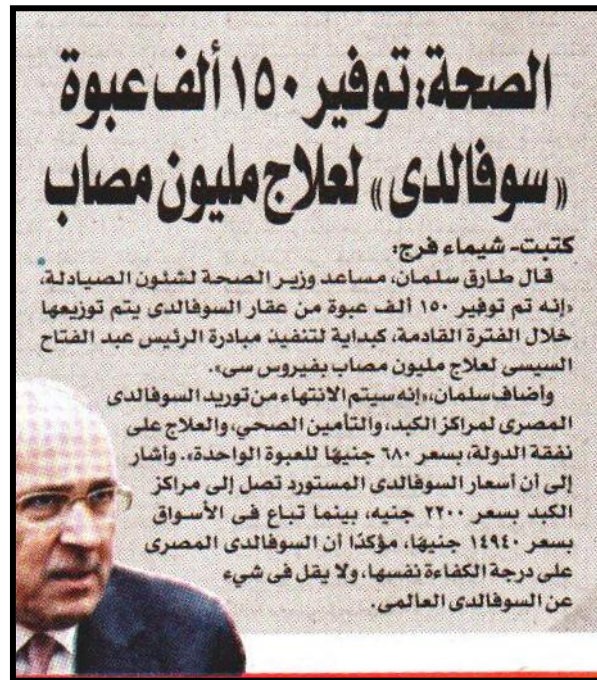 الصحة: توفير ١٥٠ ألف عبوة
«سوفالدى» لعلاج مليون مصاب
كتبت- شيماء فرج:
قال طارق سلمان، مساعد وزير الصحة لشئون الصيادلة،
«إنه تم توفير ١٥٠ ألف عبوة من عقار السوفالدى يتم توزيعها
خلال الفترة القادمة، كبداية لتنفيذ مبادرة الرئيس عبد الفتاح
السيسى لعلاج مليون مصاب بفيروس سى».
وأضاف سلمان، «إنه سيتم الانتهاء من توريد السوفالدى
المصرى لمراكز الكبد، والتأمين الصحي، والعلاج على
نفقة الدولة، بسعر ٦٨٠ جنيهًا للعبوة الواحدة». وأشار
إلى أن أسعار السوفالدى المستورد تصل إلى مراكز
الكبد بسعر ٢٢٠٠ جنيه، بينما تباع فى الأسواق
بسعر ١٤٩٤٠ جنيهًا، مؤكدًا أن السوفالدى المصرى
على درجة الكفاءة نفسها، ولا يقل فى شيء
عن السوفالدى العالمى.